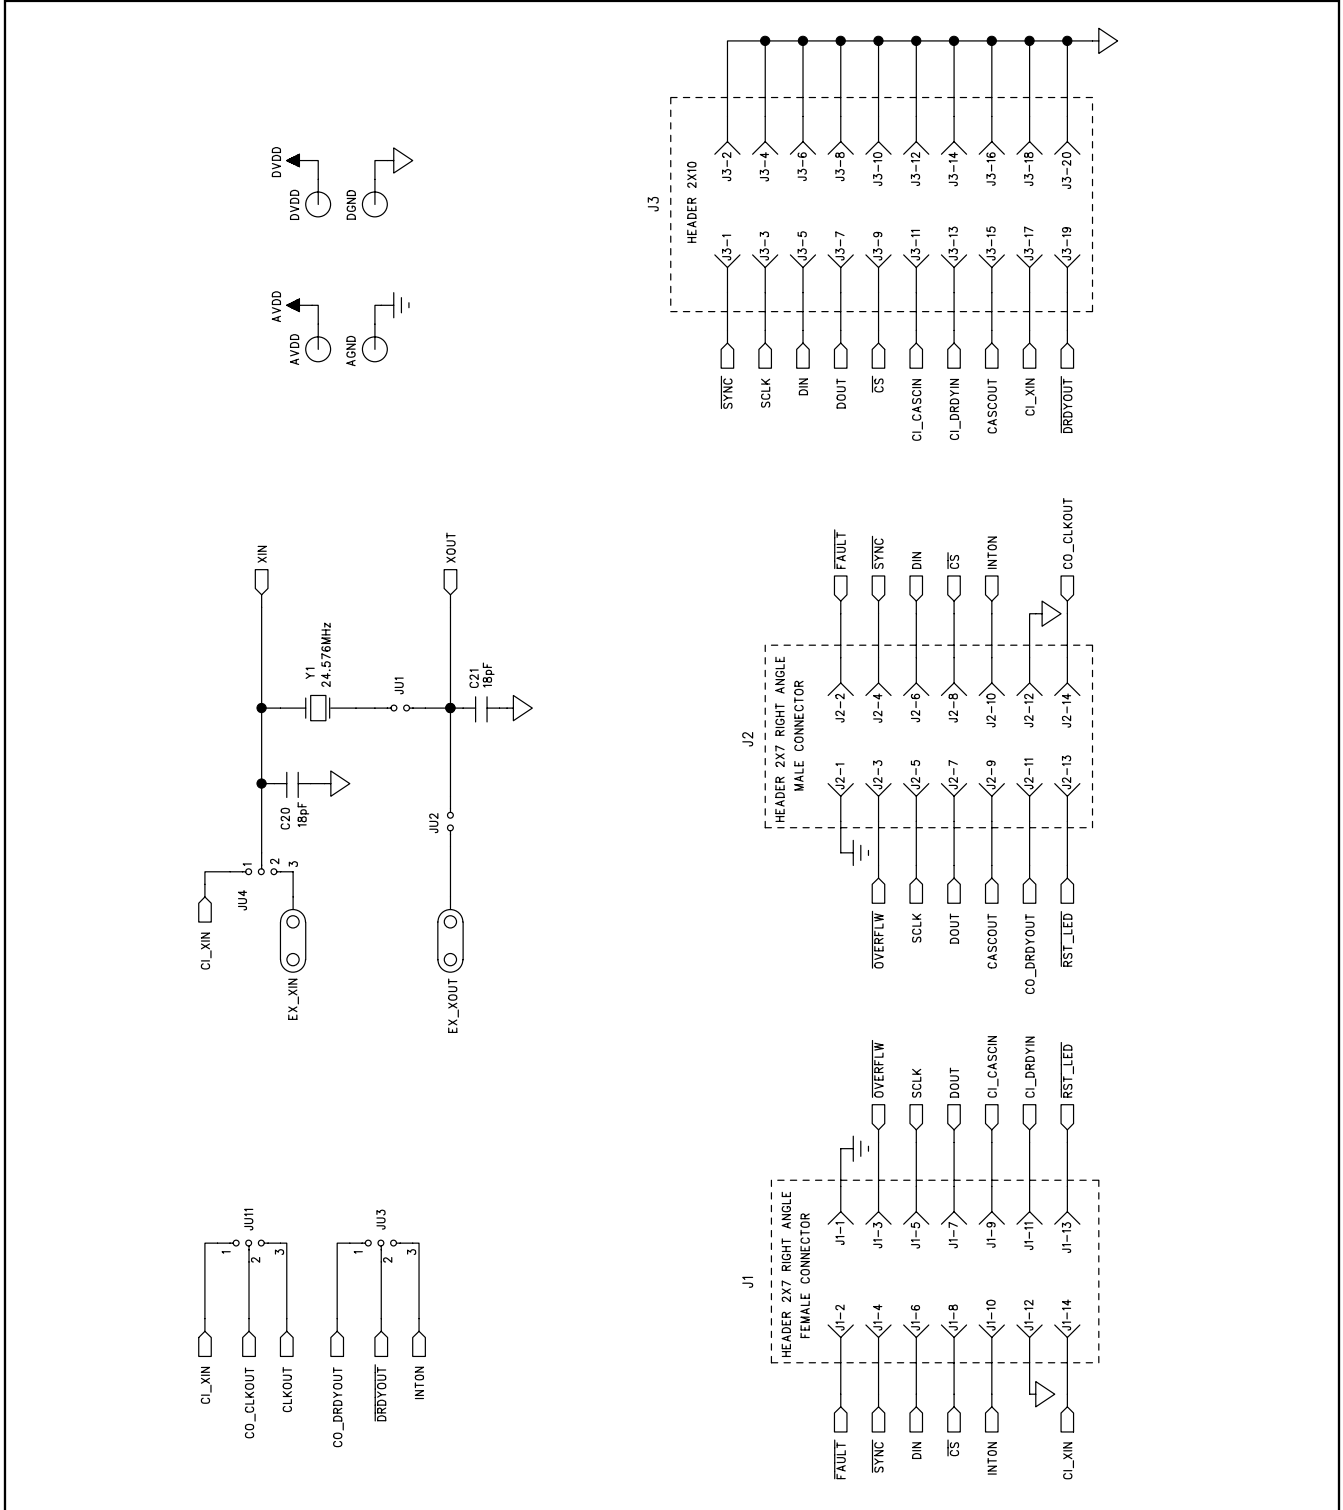 DVDD
DVDD
DGND
AVDD
AVDD
AGND
J3
HEADER 2X10
J3-2
J3-4
J3-6
J3-8
J3-10
J3-12
J3-14
J3-16
J3-18
J3-20
J3-1
J3-3
J3-5
J3-7
J3-9
J3-11
J3-13
J3-15
J3-17
J3-19
SYNC
SCLK
DIN
DOUT
CS
CI_CASCIN
CI_DRDYIN
CASCOUT
CI_XIN
DRDYOUT
XIN
XOUT
Y1
24.576MHz
JU1
C21
18pF
C20
18pF
JU2
JU4
1
2
3
CI_XIN
EX_XIN
EX_XOUT
FAULT
SYNC
DIN
CS
INTON
CO_CLKOUT
J2
HEADER 2X7 RIGHT ANGLE
MALE CONNECTOR
J2-2
J2-4
J2-6
J2-8
J2-10
J2-12
J2-14
J2-1
J2-3
J2-5
J2-7
J2-9
J2-11
J2-13
OVERFLW
SCLK
DOUT
CASCOUT
CO_DRDYOUT
RST_LED
JU11
1
2
3
CI_XIN
CO_CLKOUT
CLKOUT
JU3
1
2
3
CO_DRDYOUT
DRDYOUT
INTON
OVERFLW
SCLK
DOUT
CI_CASCIN
CI_DRDYIN
RST_LED
J1
HEADER 2X7 RIGHT ANGLE
FEMALE CONNECTOR
J1-1
J1-3
J1-5
J1-7
J1-9
J1-11
J1-13
J1-2
J1-4
J1-6
J1-8
J1-10
J1-12
J1-14
FAULT
SYNC
DIN
CS
INTON
CI_XIN